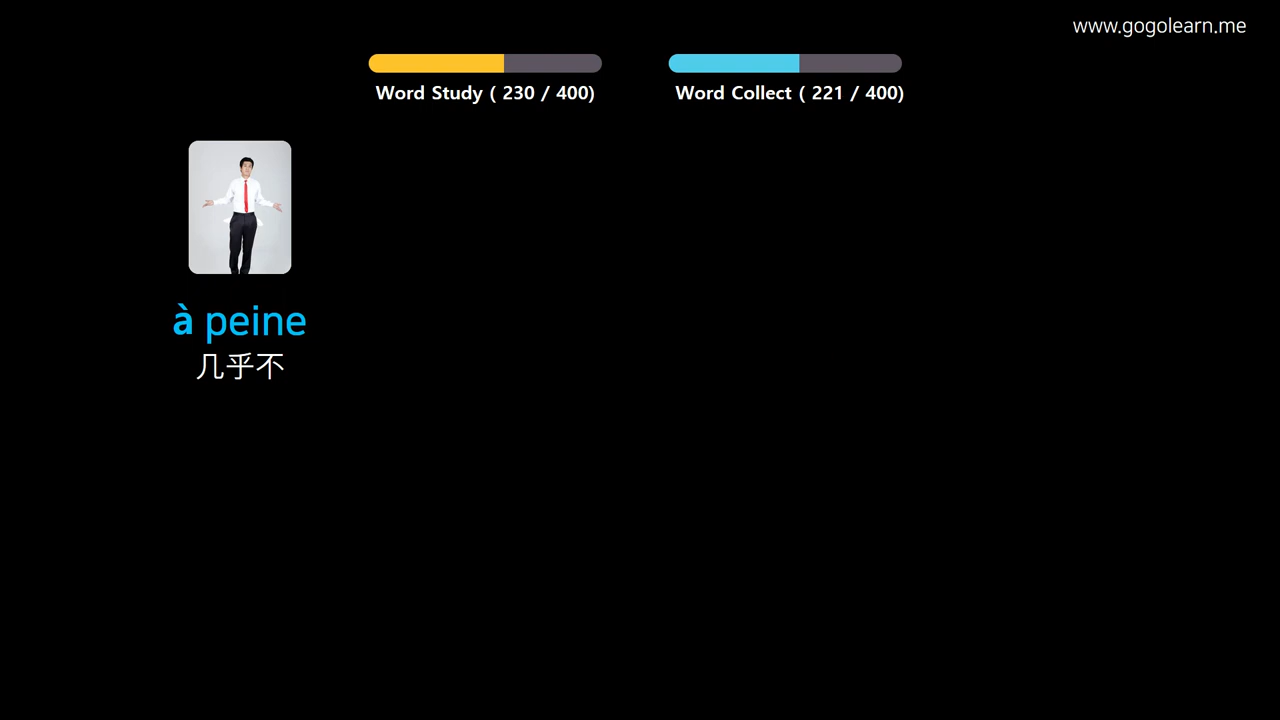 www.gogolearn.me
Word Study ( 230 / 400)
Word Collect ( 221 / 400)
à peine
几乎不